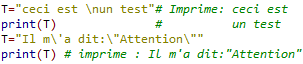 T="ceci est \nun test"# Imprime: ceci est
print(T)              #           un test
T="Il m\'a dit:\"Attention\""
print(T) # imprime : Il m'a dit:"Attention"